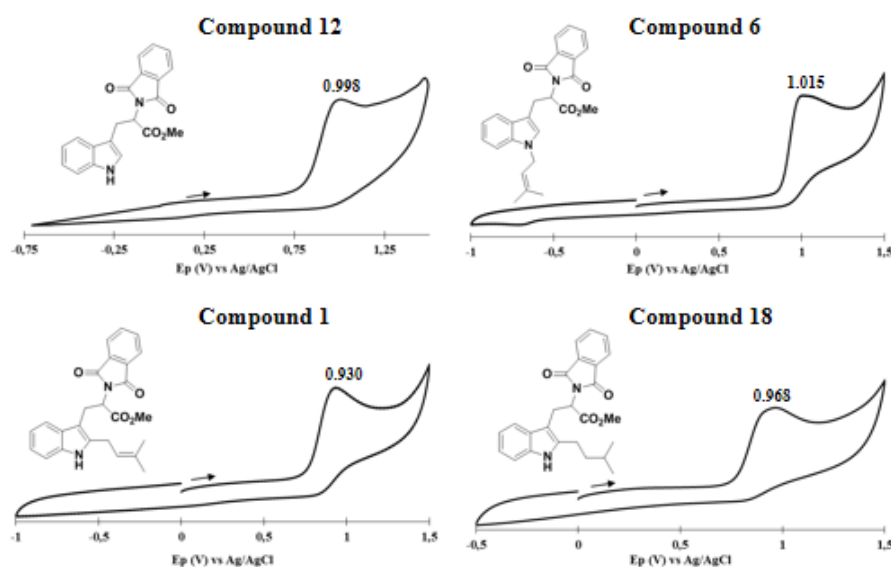 Compound 12
0.998
O
N
O
CO₂Me
N
H
-0,75
-0,25
0,25
0,75
1,25
Ep (V) vs Ag/AgCl
Compound 6
1.015
O
N
O
CO₂Me
N
-1
-0,5
0
0,5
1
1,5
Ep (V) vs Ag/AgCl
Compound 1
0.930
O
N
O
CO₂Me
N
H
-1
-0,5
0
0,5
1
1,5
Ep (V) vs Ag/AgCl
Compound 18
0.968
O
N
O
CO₂Me
N
H
-0,5
0
0,5
1
1,5
Ep (V) vs Ag/AgCl